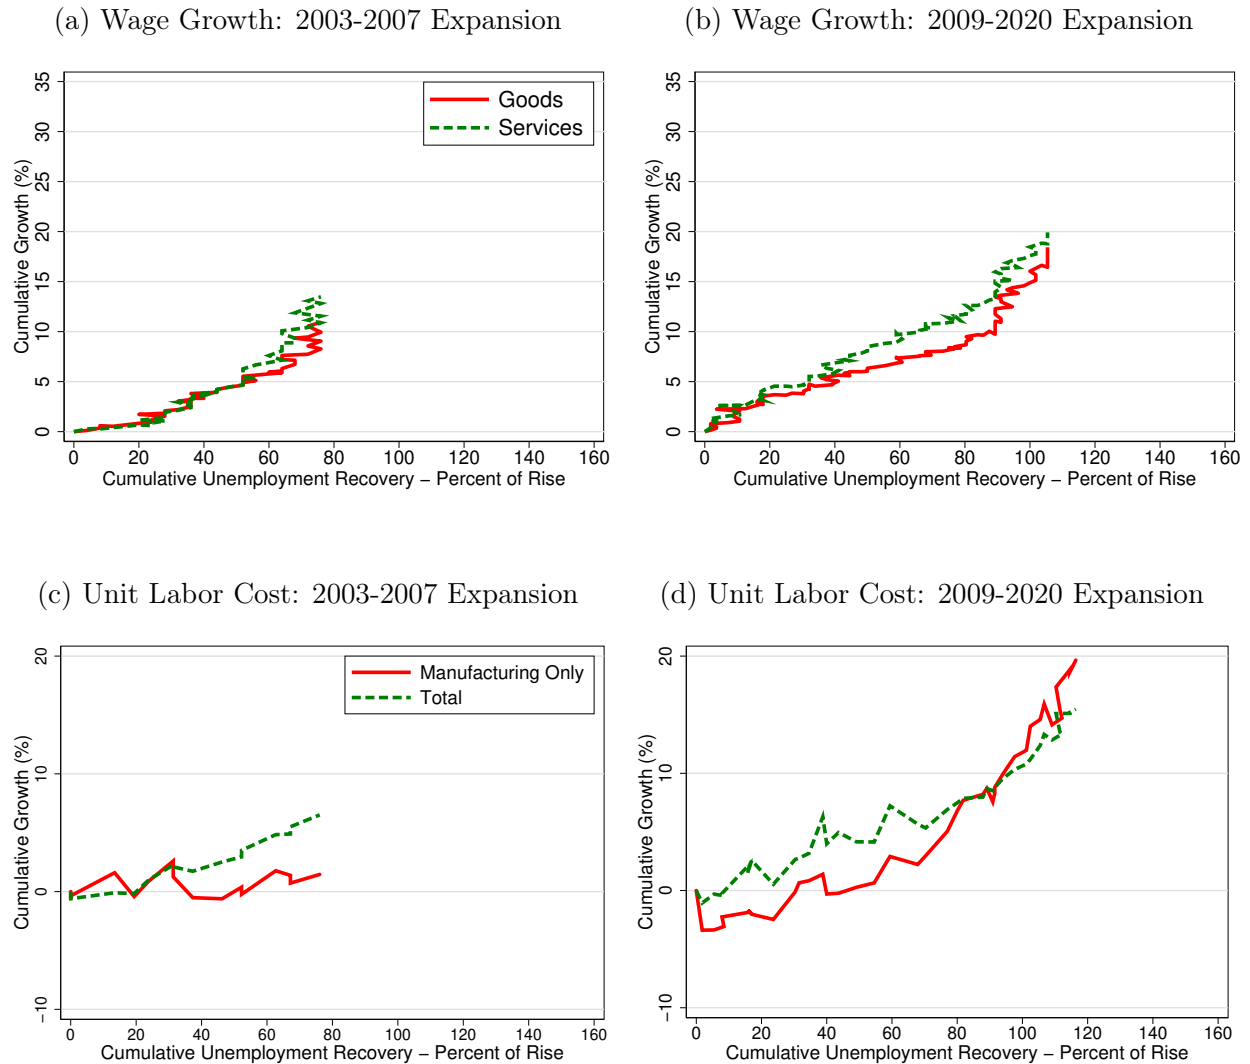 (a) Wage Growth: 2003-2007 Expansion
(b) Wage Growth: 2009-2020 Expansion
Cumulative Growth (%)
35
30
25
20
15
10
5
0
Goods
Services
0 20 40 60 80 100 120 140 160
Cumulative Unemployment Recovery − Percent of Rise
Cumulative Growth (%)
35
30
25
20
15
10
5
0
0 20 40 60 80 100 120 140 160
Cumulative Unemployment Recovery − Percent of Rise
(c) Unit Labor Cost: 2003-2007 Expansion
(d) Unit Labor Cost: 2009-2020 Expansion
Cumulative Growth (%)
20
10
0
−10
Manufacturing Only
Total
0 20 40 60 80 100 120 140 160
Cumulative Unemployment Recovery − Percent of Rise
Cumulative Growth (%)
20
10
0
−10
0 20 40 60 80 100 120 140 160
Cumulative Unemployment Recovery − Percent of Rise